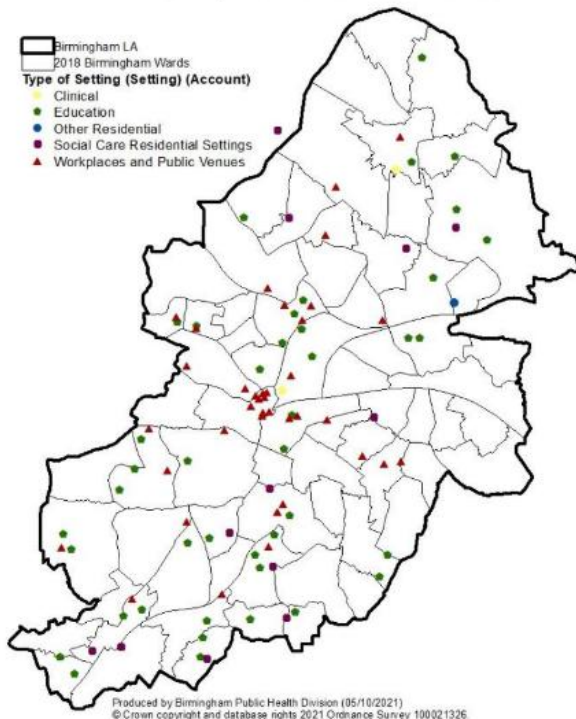 Birmingham LA
2018 Birmingham Wards
Type of Setting (Setting) (Account)
Clinical
Education
Other Residential
Social Care Residential Settings
Workplaces and Public Venues
Produced by Birmingham Public Health Division (05/10/2021)
© Crown copyright and database rights 2021 Ordnance Survey 100021326